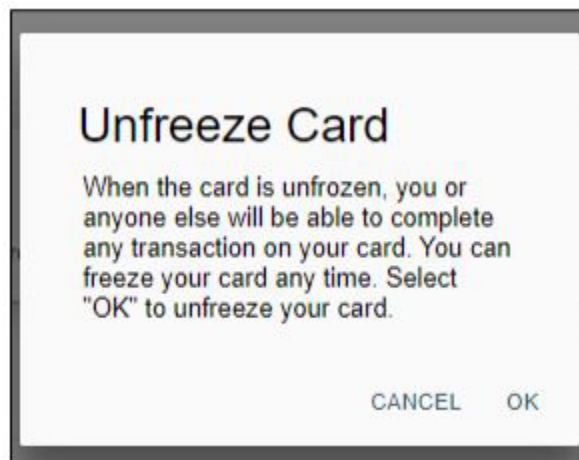 Unfreeze Card
When the card is unfrozen, you or
anyone else will be able to complete
any transaction on your card. You can
freeze your card any time. Select
"OK" to unfreeze your card.
CANCEL OK